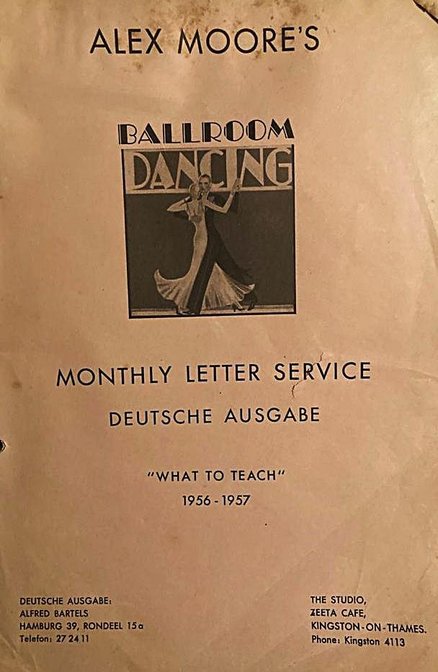 ALEX MOORE'S
BALLROOM
DANCING
MONTHLY LETTER SERVICE
DEUTSCHE AUSGABE
"WHAT TO TEACH"
1956 - 1957
DEUTSCHE AUSGABE:
ALFRED BARTELS
HAMBURG 39, RONDEEL 15a
Telefon: 27 24 11
THE STUDIO,
ZEETA CAFE,
KINGSTON-ON-THAMES.
Phone: Kingston 4113